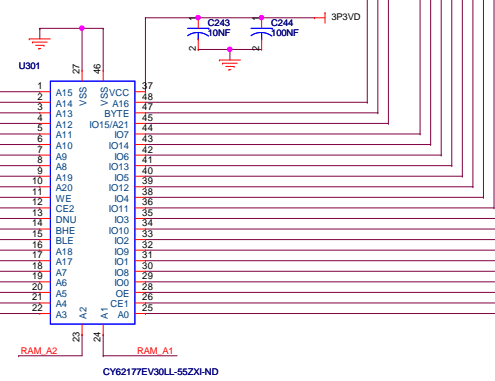 3P3VD
C243
10NF
2
C244
100NF
2
U301
27
46
VSS
VSS
1 A15 VCC 37
2 A14 A16 48
3 A13 BYTE 47
4 A12 IO15/A21 45
5 A11 IO7 44
6 A10 IO14 43
7 A9 IO6 42
8 A8 IO13 41
9 A19 IO5 40
10 A20 IO12 39
11 WE IO4 38
12 CE2 IO11 36
13 DNU IO3 35
14 BHE IO10 34
15 BLE IO2 33
16 A18 IO9 32
17 A17 IO1 31
18 A7 IO8 30
19 A6 IO0 29
20 A5 OE 28
21 A4 CE1 26
22 A3 A0 25
A2
A1
23
24
RAM_A2
RAM_A1
CY62177EV30LL-55ZXI-ND